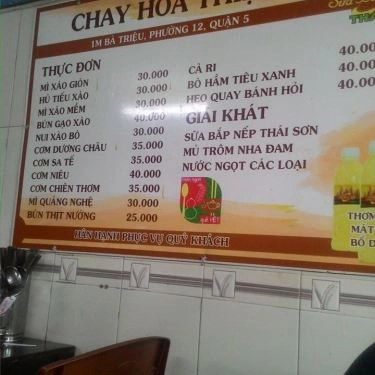 CHAY HOA
1M BÀ TRIỆU, PHƯỜNG 12, QUẬN 5
THỰC ĐƠN
MÌ XÀO GIÒN 30.000
HỦ TIẾU XÀO 30.000
MÌ XÀO MỀM 30.000
BÚN GẠO XÀO 40.000
NUI XÀO BÒ 30.000
CƠM DƯƠNG CHÂU 35.000
CƠM SA TẾ 35.000
CƠM NIÊU 40.000
CƠM CHIÊN THƠM 35.000
MÌ QUẢNG NGHỆ 30.000
BÚN THỊT NƯỚNG 25.000
CÀ RI 40.000
BÒ HẦM TIÊU XANH 40.000
HEO QUAY BÁNH HỎI 40.000
GIẢI KHÁT
SỮA BẮP NẾP THÁI SƠN
MỦ TRÔM NHA ĐAM
NƯỚC NGỌT CÁC LOẠI
HÂN HẠNH PHỤC VỤ QUÝ KHÁCH